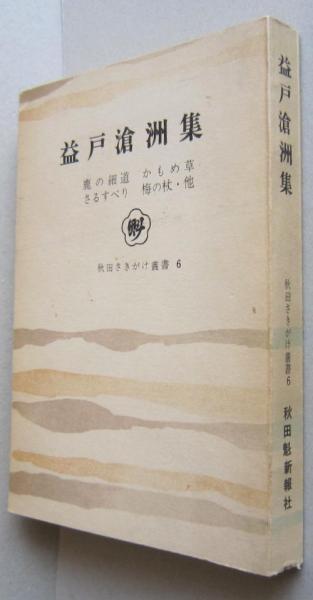 益戸滄洲集
鹿の細道 かもめ草
さるすべり 梅の杖・他
秋田さきがけ叢書 6
益戸滄洲集
秋田さきがけ叢書 6
秋田魁新報社